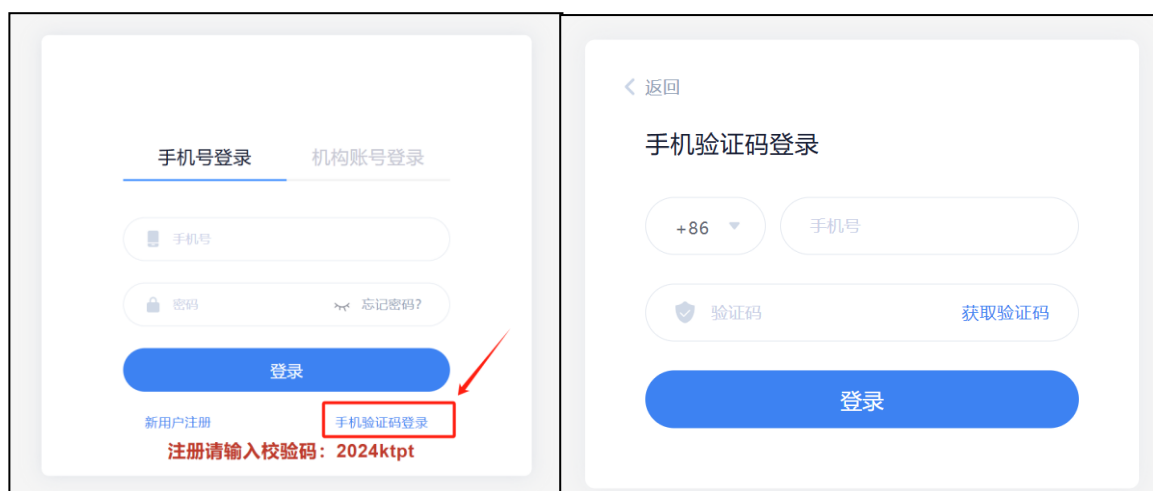 手机号登录 机构账号登录
手机号
密码 忘记密码?
登录
新用户注册 手机验证码登录
注册请输入校验码：2024ktpt
返回
手机验证码登录
+86 手机号
验证码 获取验证码
登录